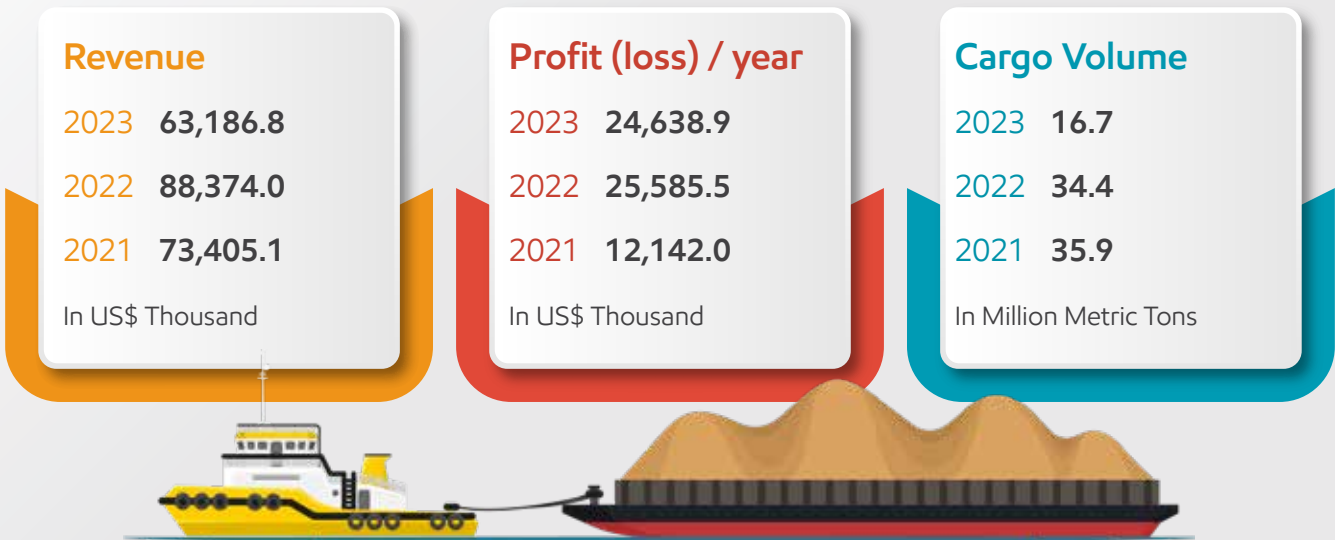 Revenue
2023 63,186.8
2022 88,374.0
2021 73,405.1
In US$ Thousand
Profit (loss) / year
2023 24,638.9
2022 25,585.5
2021 12,142.0
In US$ Thousand
Cargo Volume
2023 16.7
2022 34.4
2021 35.9
In Million Metric Tons